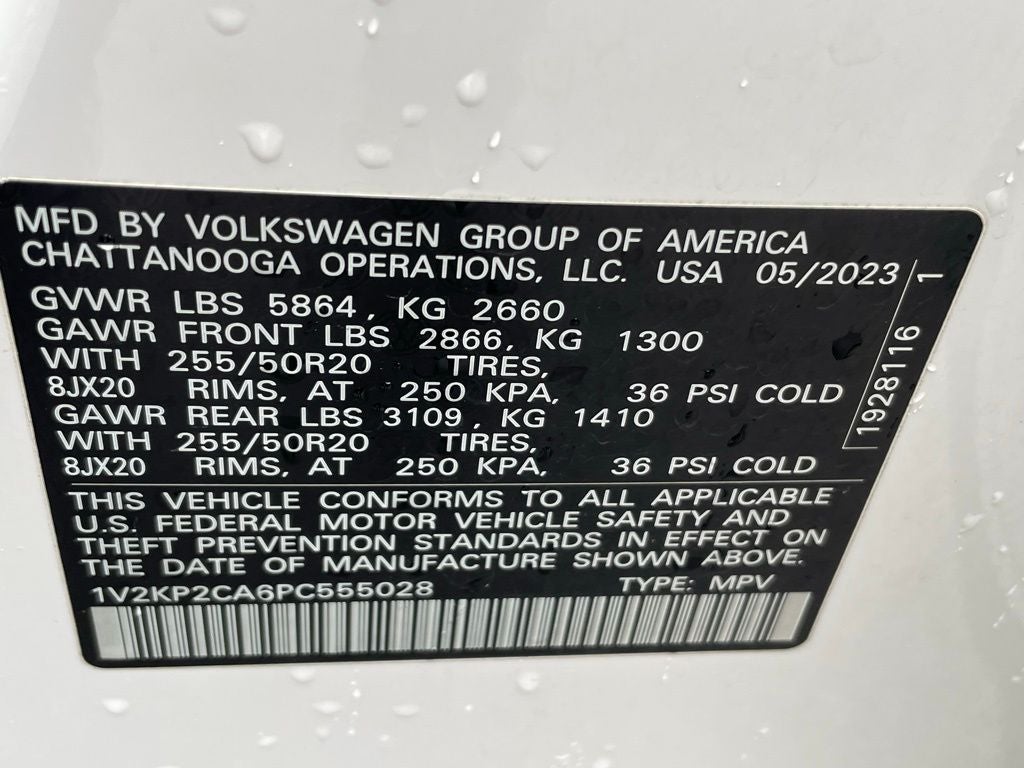 MFD BY VOLKSWAGEN GROUP OF AMERICA
CHATTANOOGA OPERATIONS, LLC. USA 05/2023
GVWR LBS 5864, KG 2660
GAWR FRONT LBS 2866, KG 1300
WITH 255/50R20 TIRES,
8JX20 RIMS, AT 250 KPA, 36 PSI COLD
GAWR REAR LBS 3109, KG 1410
WITH 255/50R20 TIRES,
8JX20 RIMS, AT 250 KPA, 36 PSI COLD
THIS VEHICLE CONFORMS TO ALL APPLICABLE
U.S. FEDERAL MOTOR VEHICLE SAFETY AND
THEFT PREVENTION STANDARDS IN EFFECT ON
THE DATE OF MANUFACTURE SHOWN ABOVE.
1V2KP2CA6PC555028 TYPE: MPV
1928116 1